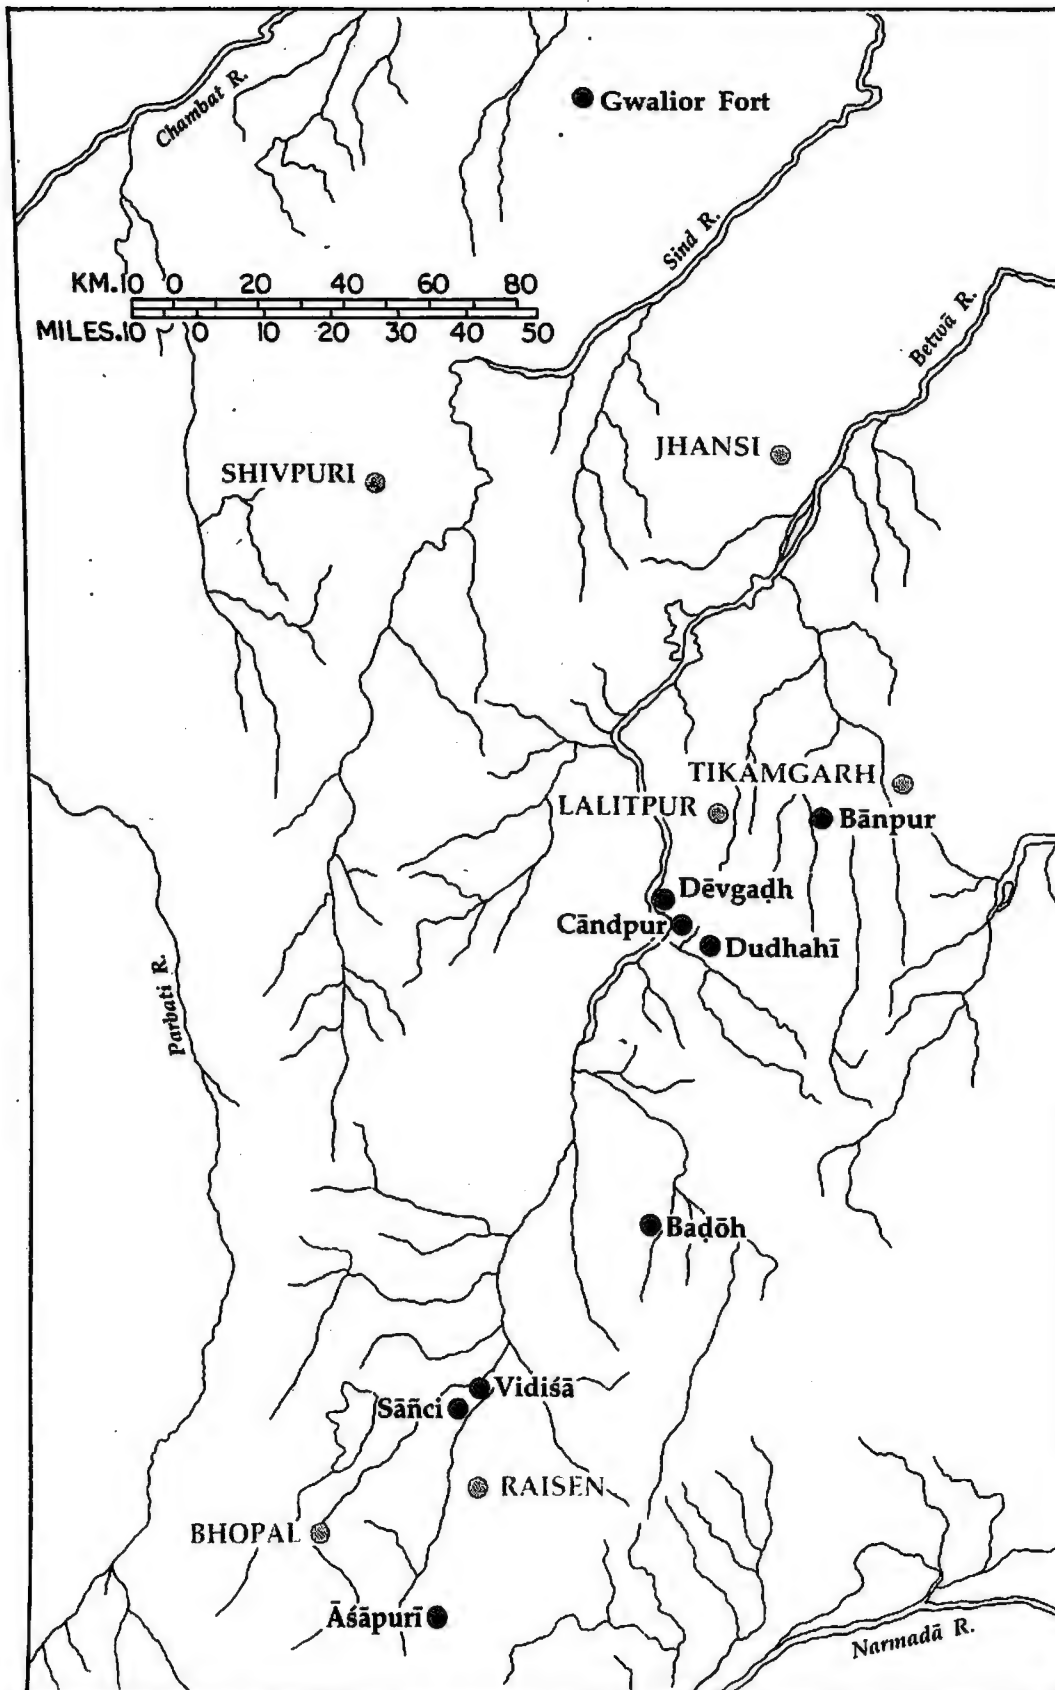 Chambat R.
Gwalior Fort
Sind R.
KM.10 0 20 40 60 80
MILES.10 0 10 20 30 40 50
Betwā R.
JHANSI
SHIVPURI
TIKAMGARH
LALITPUR
Bānpur
Dēvgaḍh
Cāndpur
Dudhahī
Parbati R.
Baḍōh
Vidiśā
Sāñci
RAISEN
BHOPAL
Āśāpurī
Narmadā R.